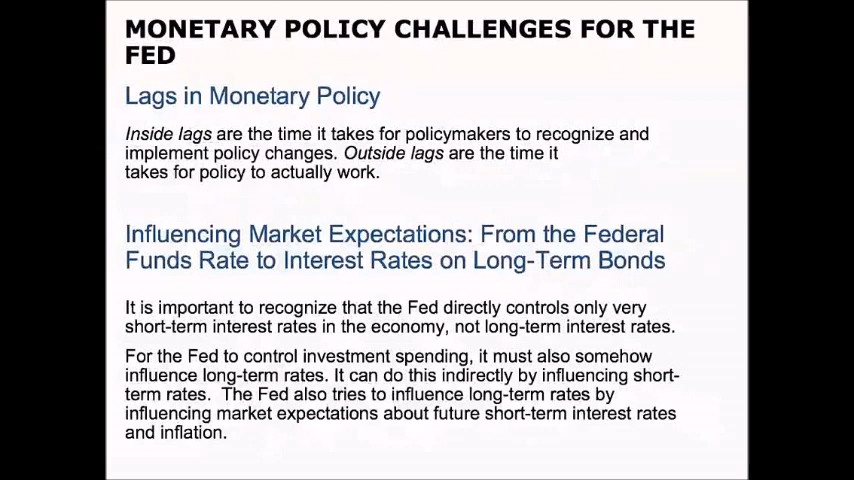 MONETARY POLICY CHALLENGES FOR THE
FED
Lags in Monetary Policy
Inside lags are the time it takes for policymakers to recognize and
implement policy changes. Outside lags are the time it
takes for policy to actually work.
Influencing Market Expectations: From the Federal
Funds Rate to Interest Rates on Long-Term Bonds
It is important to recognize that the Fed directly controls only very
short-term interest rates in the economy, not long-term interest rates.
For the Fed to control investment spending, it must also somehow
influence long-term rates. It can do this indirectly by influencing short-
term rates.  The Fed also tries to influence long-term rates by
influencing market expectations about future short-term interest rates
and inflation.